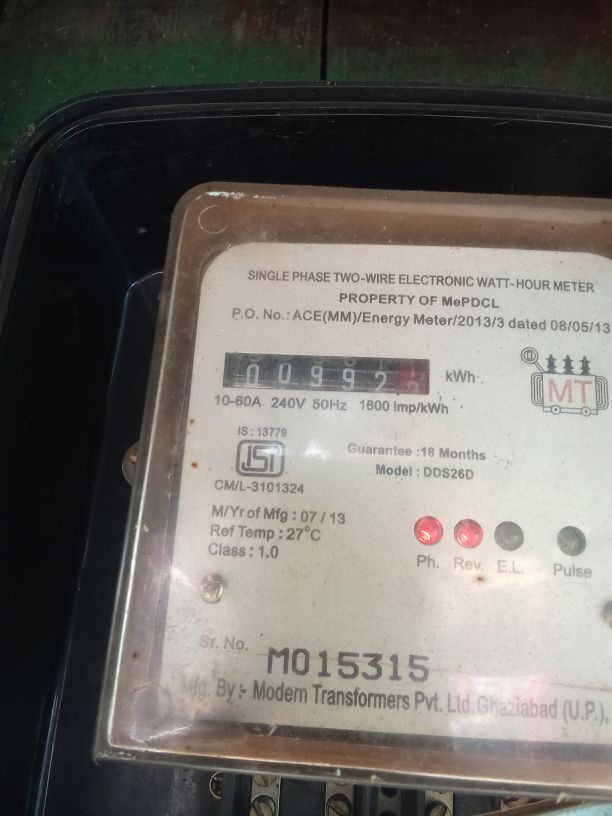 SINGLE PHASE TWO-WIRE ELECTRONIC WATT-HOUR METER
PROPERTY OF MePDCL
P.O. No.: ACE(MM)/Energy Meter/2013/3 dated 08/05/13
00992 kWh
MT
10-60A 240V 50Hz 1600 Imp/kWh
IS : 13779
ISI
CM/L-3101324
Guarantee :18 Months
Model : DDS26D
M/Yr of Mfg : 07 / 13
Ref Temp : 27°C
Class : 1.0
Ph. Rev. E.L. Pulse
Sr. No.
M015315
Mfg. By :- Modern Transformers Pvt. Ltd. Ghaziabad (U.P.),